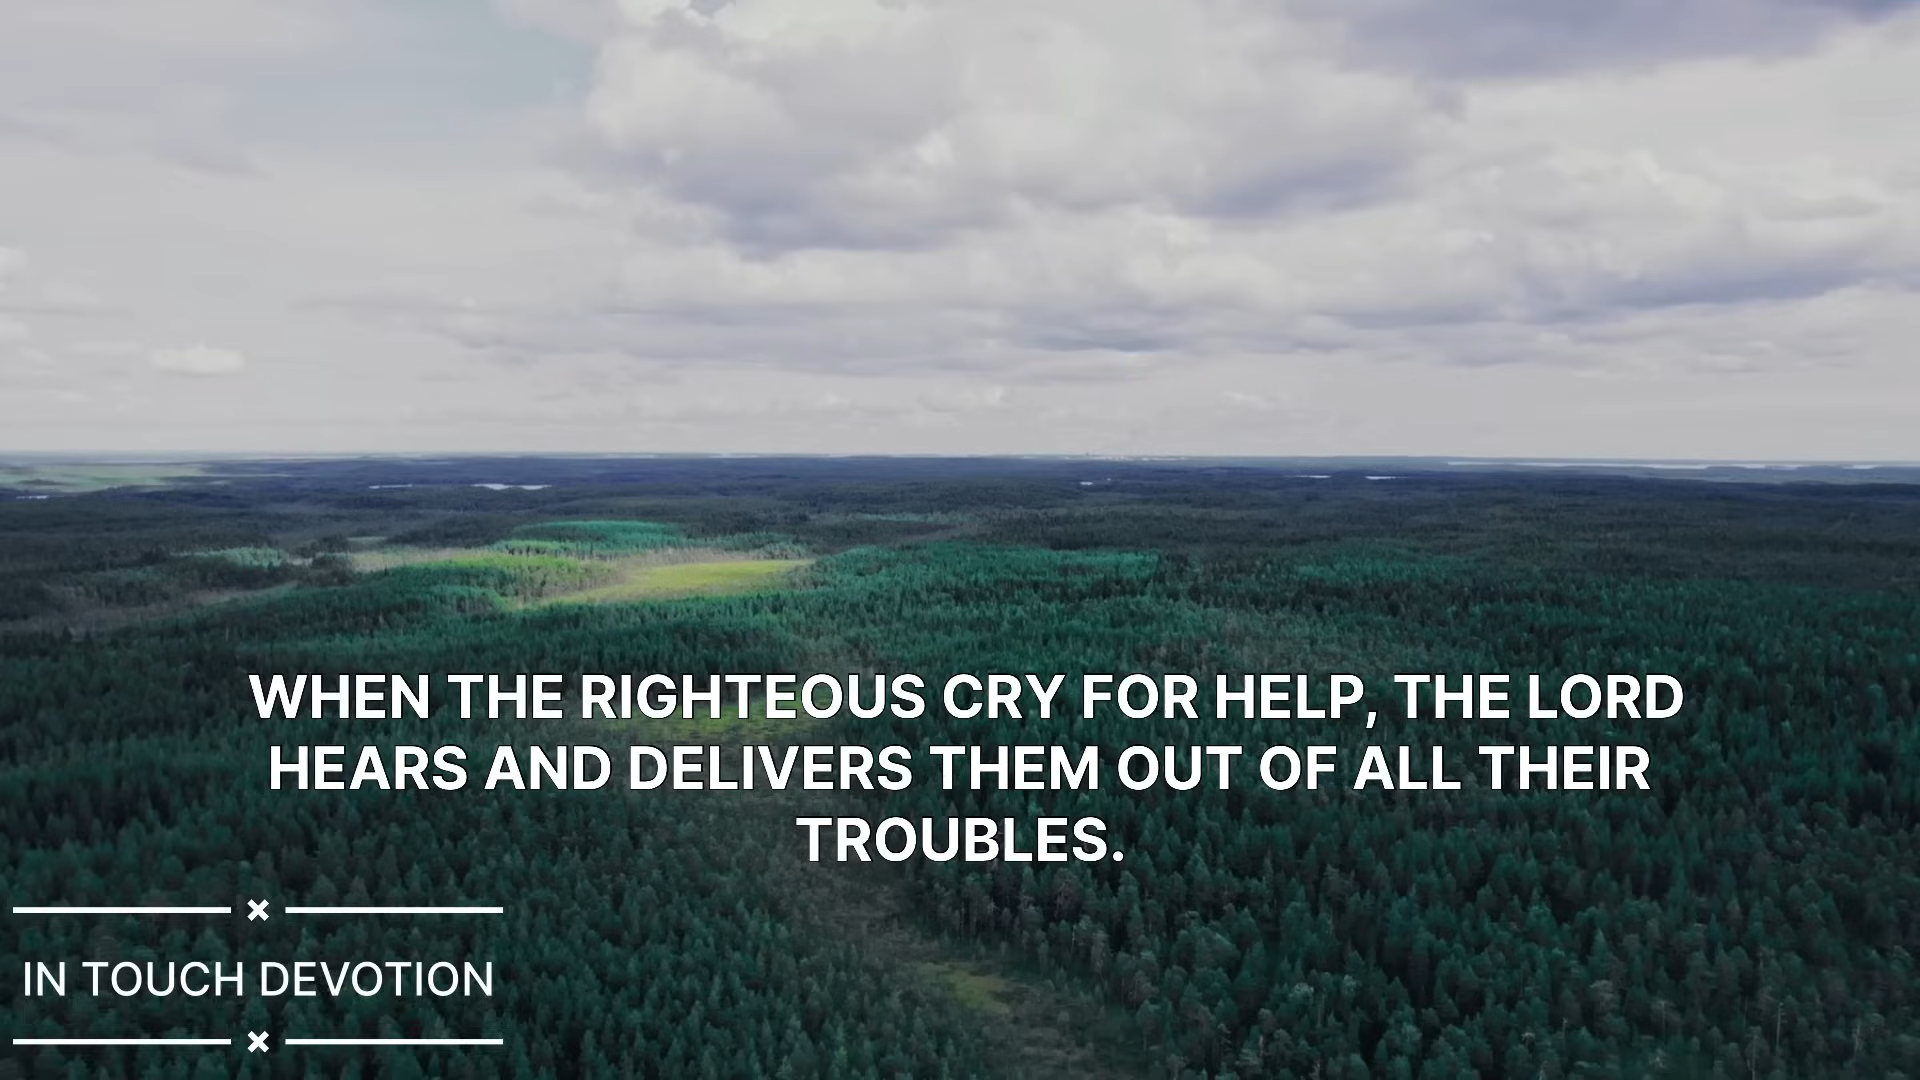 WHEN THE RIGHTEOUS CRY FOR HELP, THE LORD
HEARS AND DELIVERS THEM OUT OF ALL THEIR
TROUBLES.
IN TOUCH DEVOTION